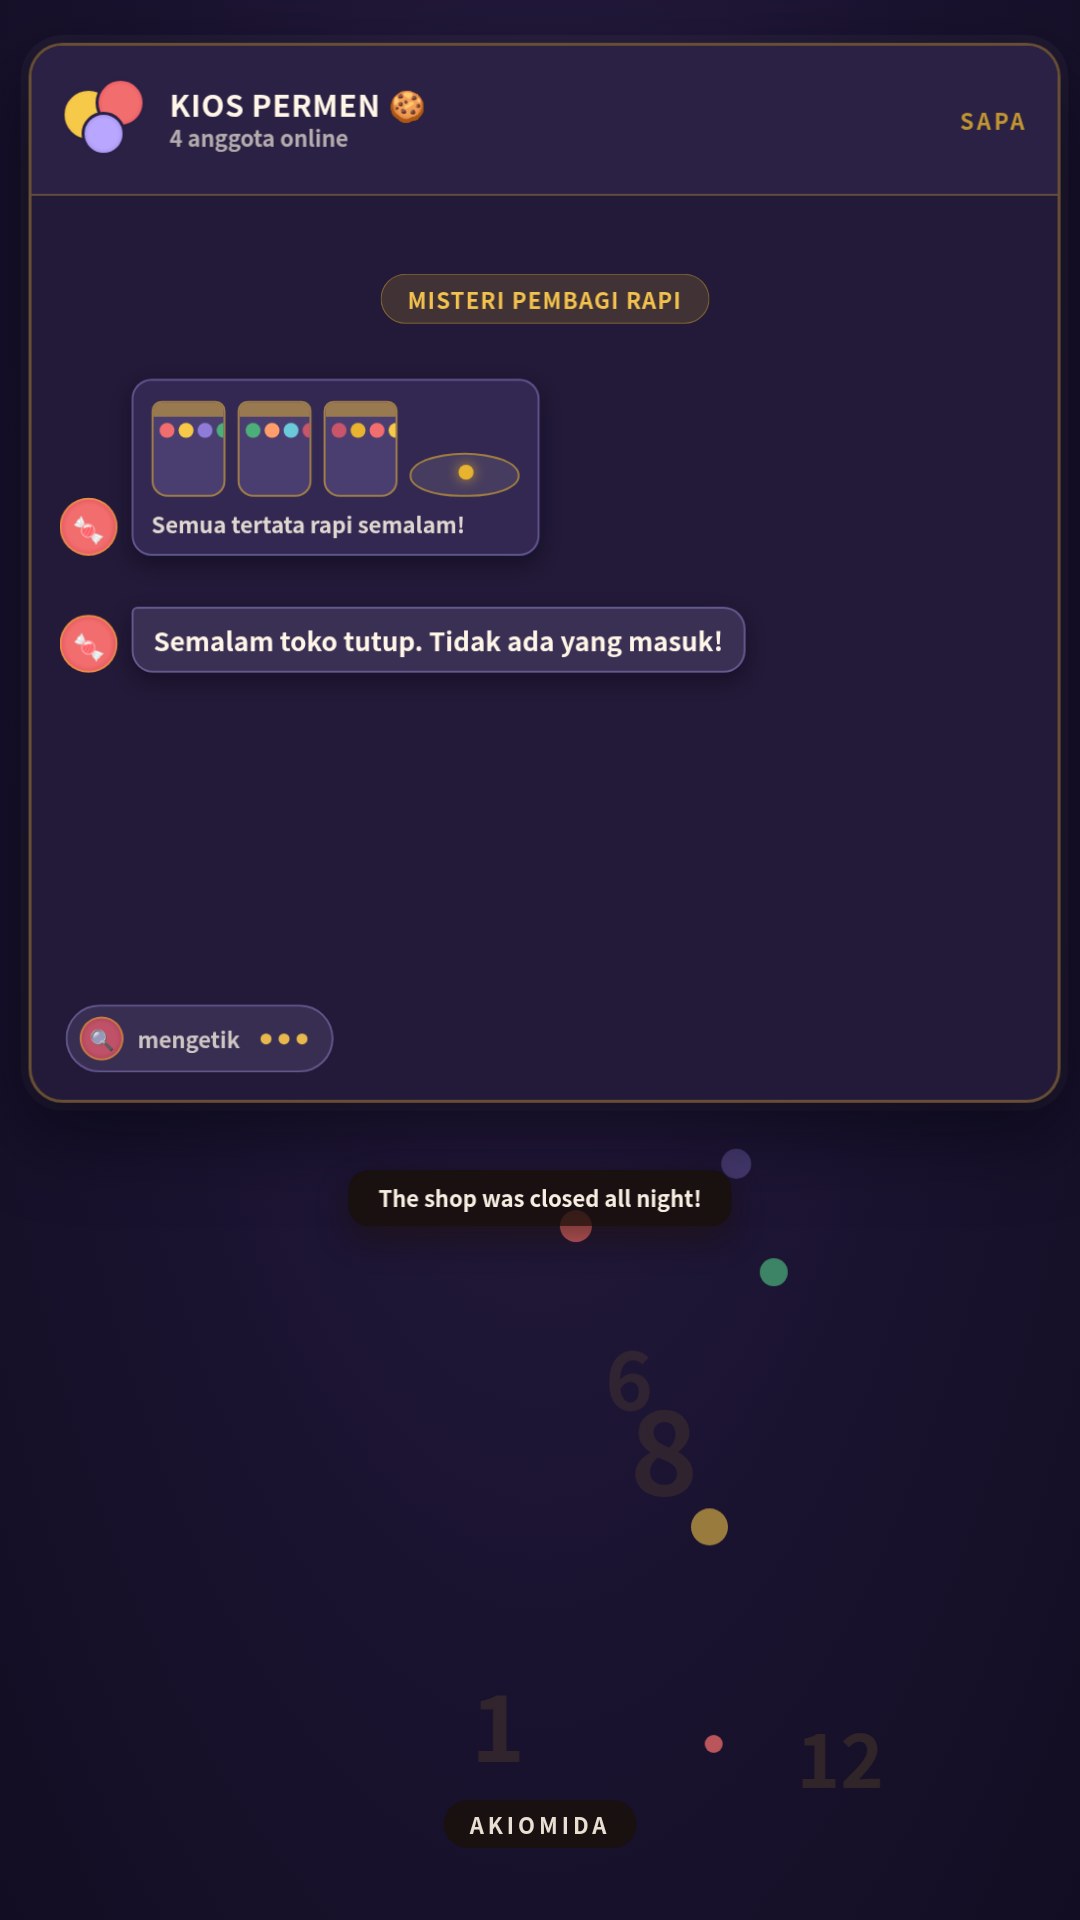 KIOS PERMEN 🍪
4 anggota online
SAPA
MISTERI PEMBAGI RAPI
Semua tertata rapi semalam!
Semalam toko tutup. Tidak ada yang masuk!
mengetik
The shop was closed all night!
6
8
1
12
AKIOMIDA